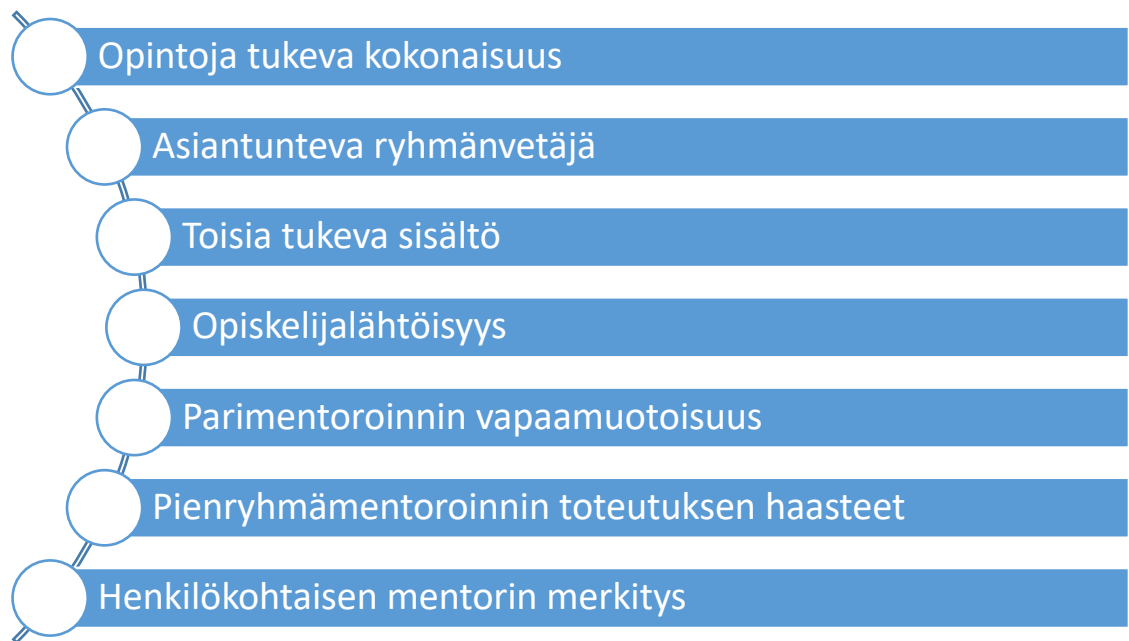 Opintoja tukeva kokonaisuus
Asiantunteva ryhmänvetäjä
Toisia tukeva sisältö
Opiskelijalähtöisyys
Parimentoroinnin vapaamuotoisuus
Pienryhmämentoroinnin toteutuksen haasteet
Henkilökohtaisen mentorin merkitys